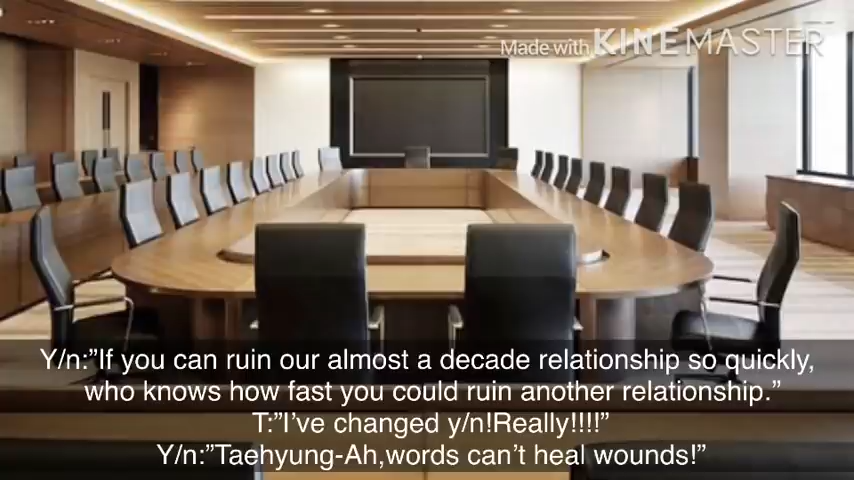 Made with KINEMASTER
Y/n:”If you can ruin our almost a decade relationship so quickly,
who knows how fast you could ruin another relationship.”
T:”I’ve changed y/n!Really!!!!”
Y/n:”Taehyung-Ah,words can’t heal wounds!”